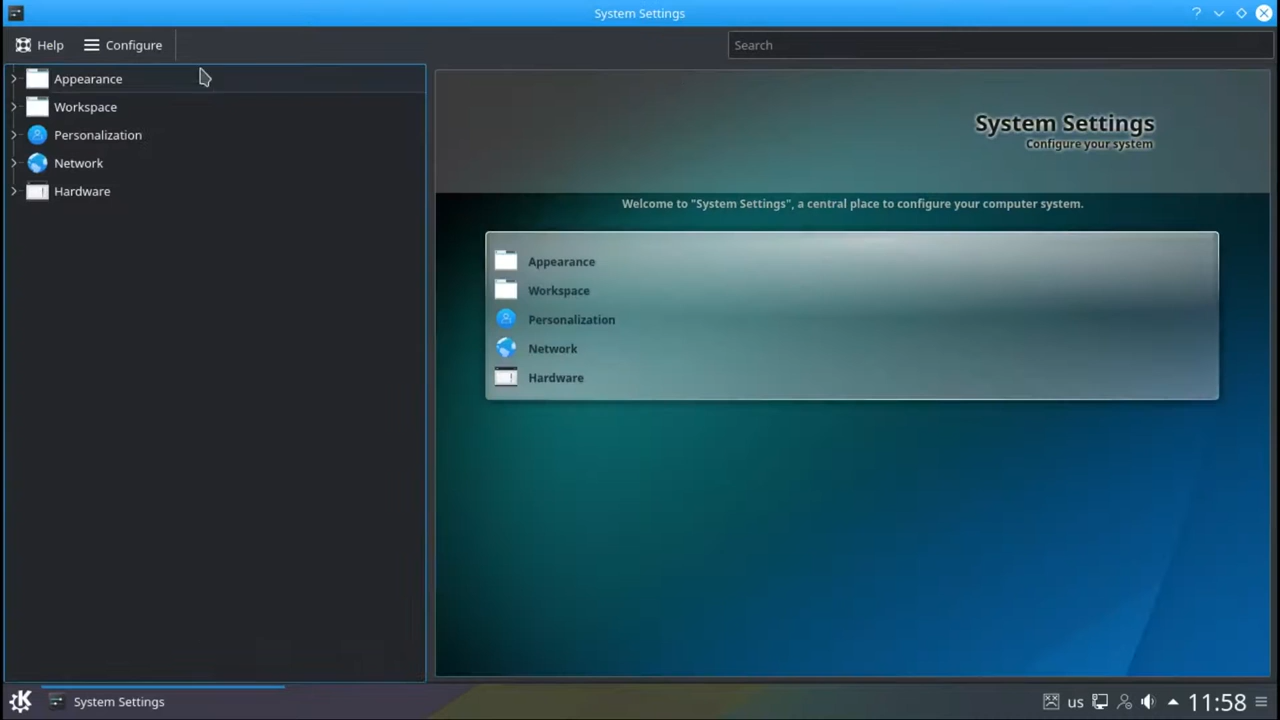 System Settings
Help
Configure
Search
Appearance
Workspace
Personalization
Network
Hardware
System Settings
Configure your system
Welcome to "System Settings", a central place to configure your computer system.
Appearance
Workspace
Personalization
Network
Hardware
System Settings
us
11:58